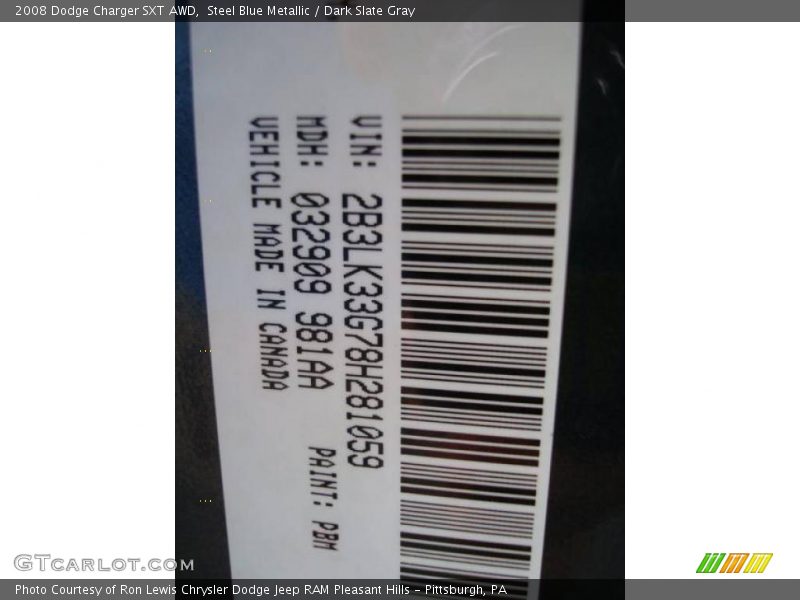 2008 Dodge Charger SXT AWD,  Steel Blue Metallic / Dark Slate Gray
VIN: 2B3LK33G78H281059
MDH: 032909 981AA PAINT: PBM
VEHICLE MADE IN CANADA
GTCARLOT.COM
Photo Courtesy of Ron Lewis Chrysler Dodge Jeep RAM Pleasant Hills - Pittsburgh, PA